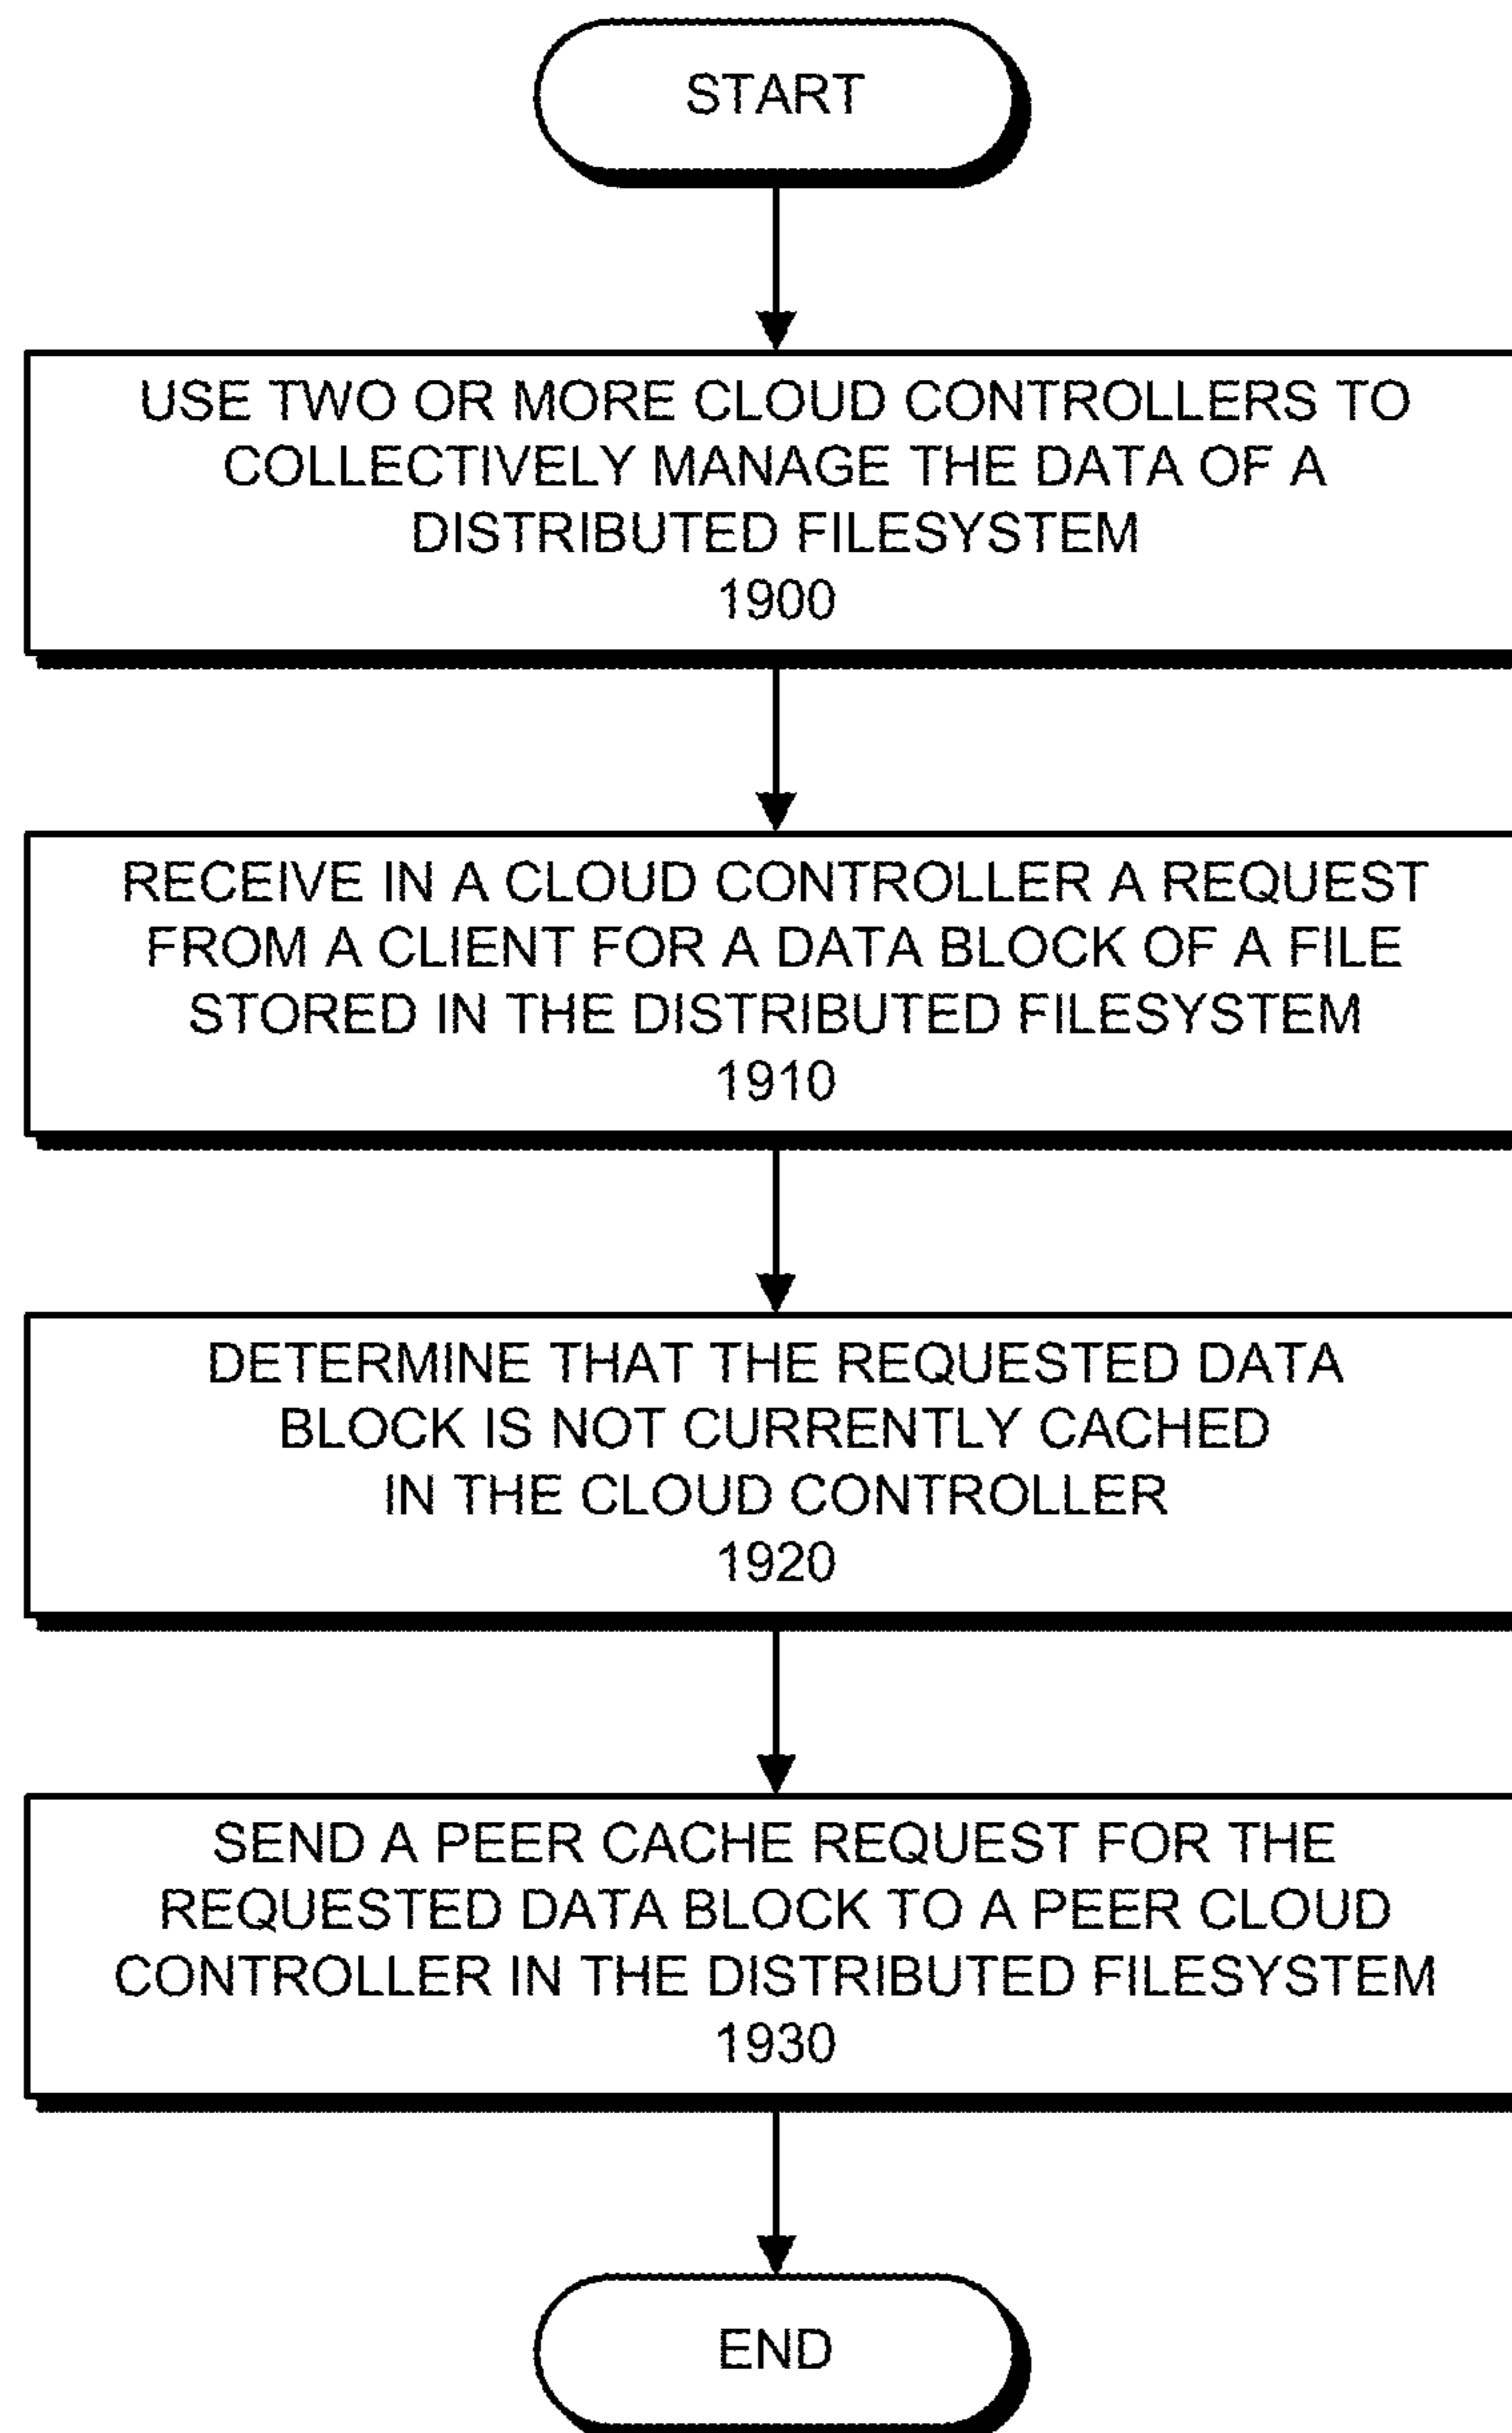 START
USE TWO OR MORE CLOUD CONTROLLERS TO
COLLECTIVELY MANAGE THE DATA OF A
DISTRIBUTED FILESYSTEM
1900
RECEIVE IN A CLOUD CONTROLLER A REQUEST
FROM A CLIENT FOR A DATA BLOCK OF A FILE
STORED IN THE DISTRIBUTED FILESYSTEM
1910
DETERMINE THAT THE REQUESTED DATA
BLOCK IS NOT CURRENTLY CACHED
IN THE CLOUD CONTROLLER
1920
SEND A PEER CACHE REQUEST FOR THE
REQUESTED DATA BLOCK TO A PEER CLOUD
CONTROLLER IN THE DISTRIBUTED FILESYSTEM
1930
END